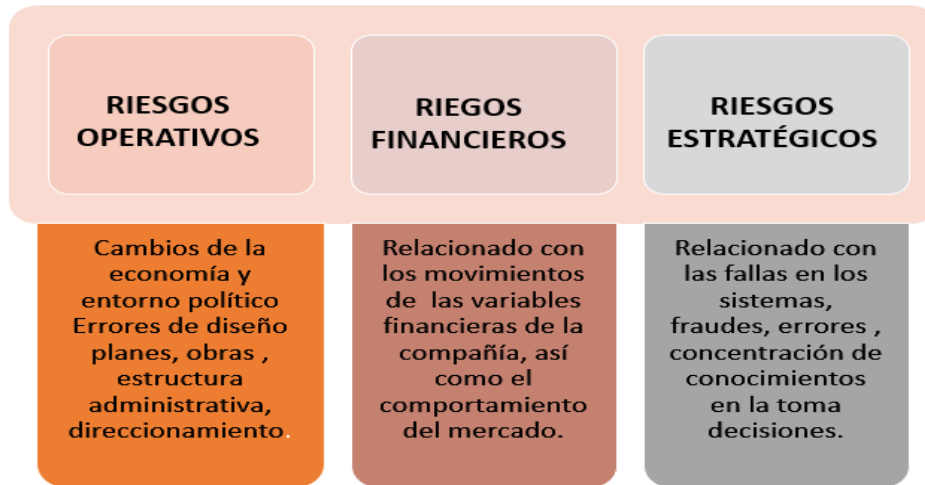 RIESGOS
OPERATIVOS
RIEGOS
FINANCIEROS
RIESGOS
ESTRATÉGICOS
Cambios de la
economía y
entorno político
Errores de diseño
planes, obras ,
estructura
administrativa,
direccionamiento.
Relacionado con
los movimientos
de las variables
financieras de la
compañía, así
como el
comportamiento
del mercado.
Relacionado con
las fallas en los
sistemas,
fraudes, errores ,
concentración de
conocimientos
en la toma
decisiones.